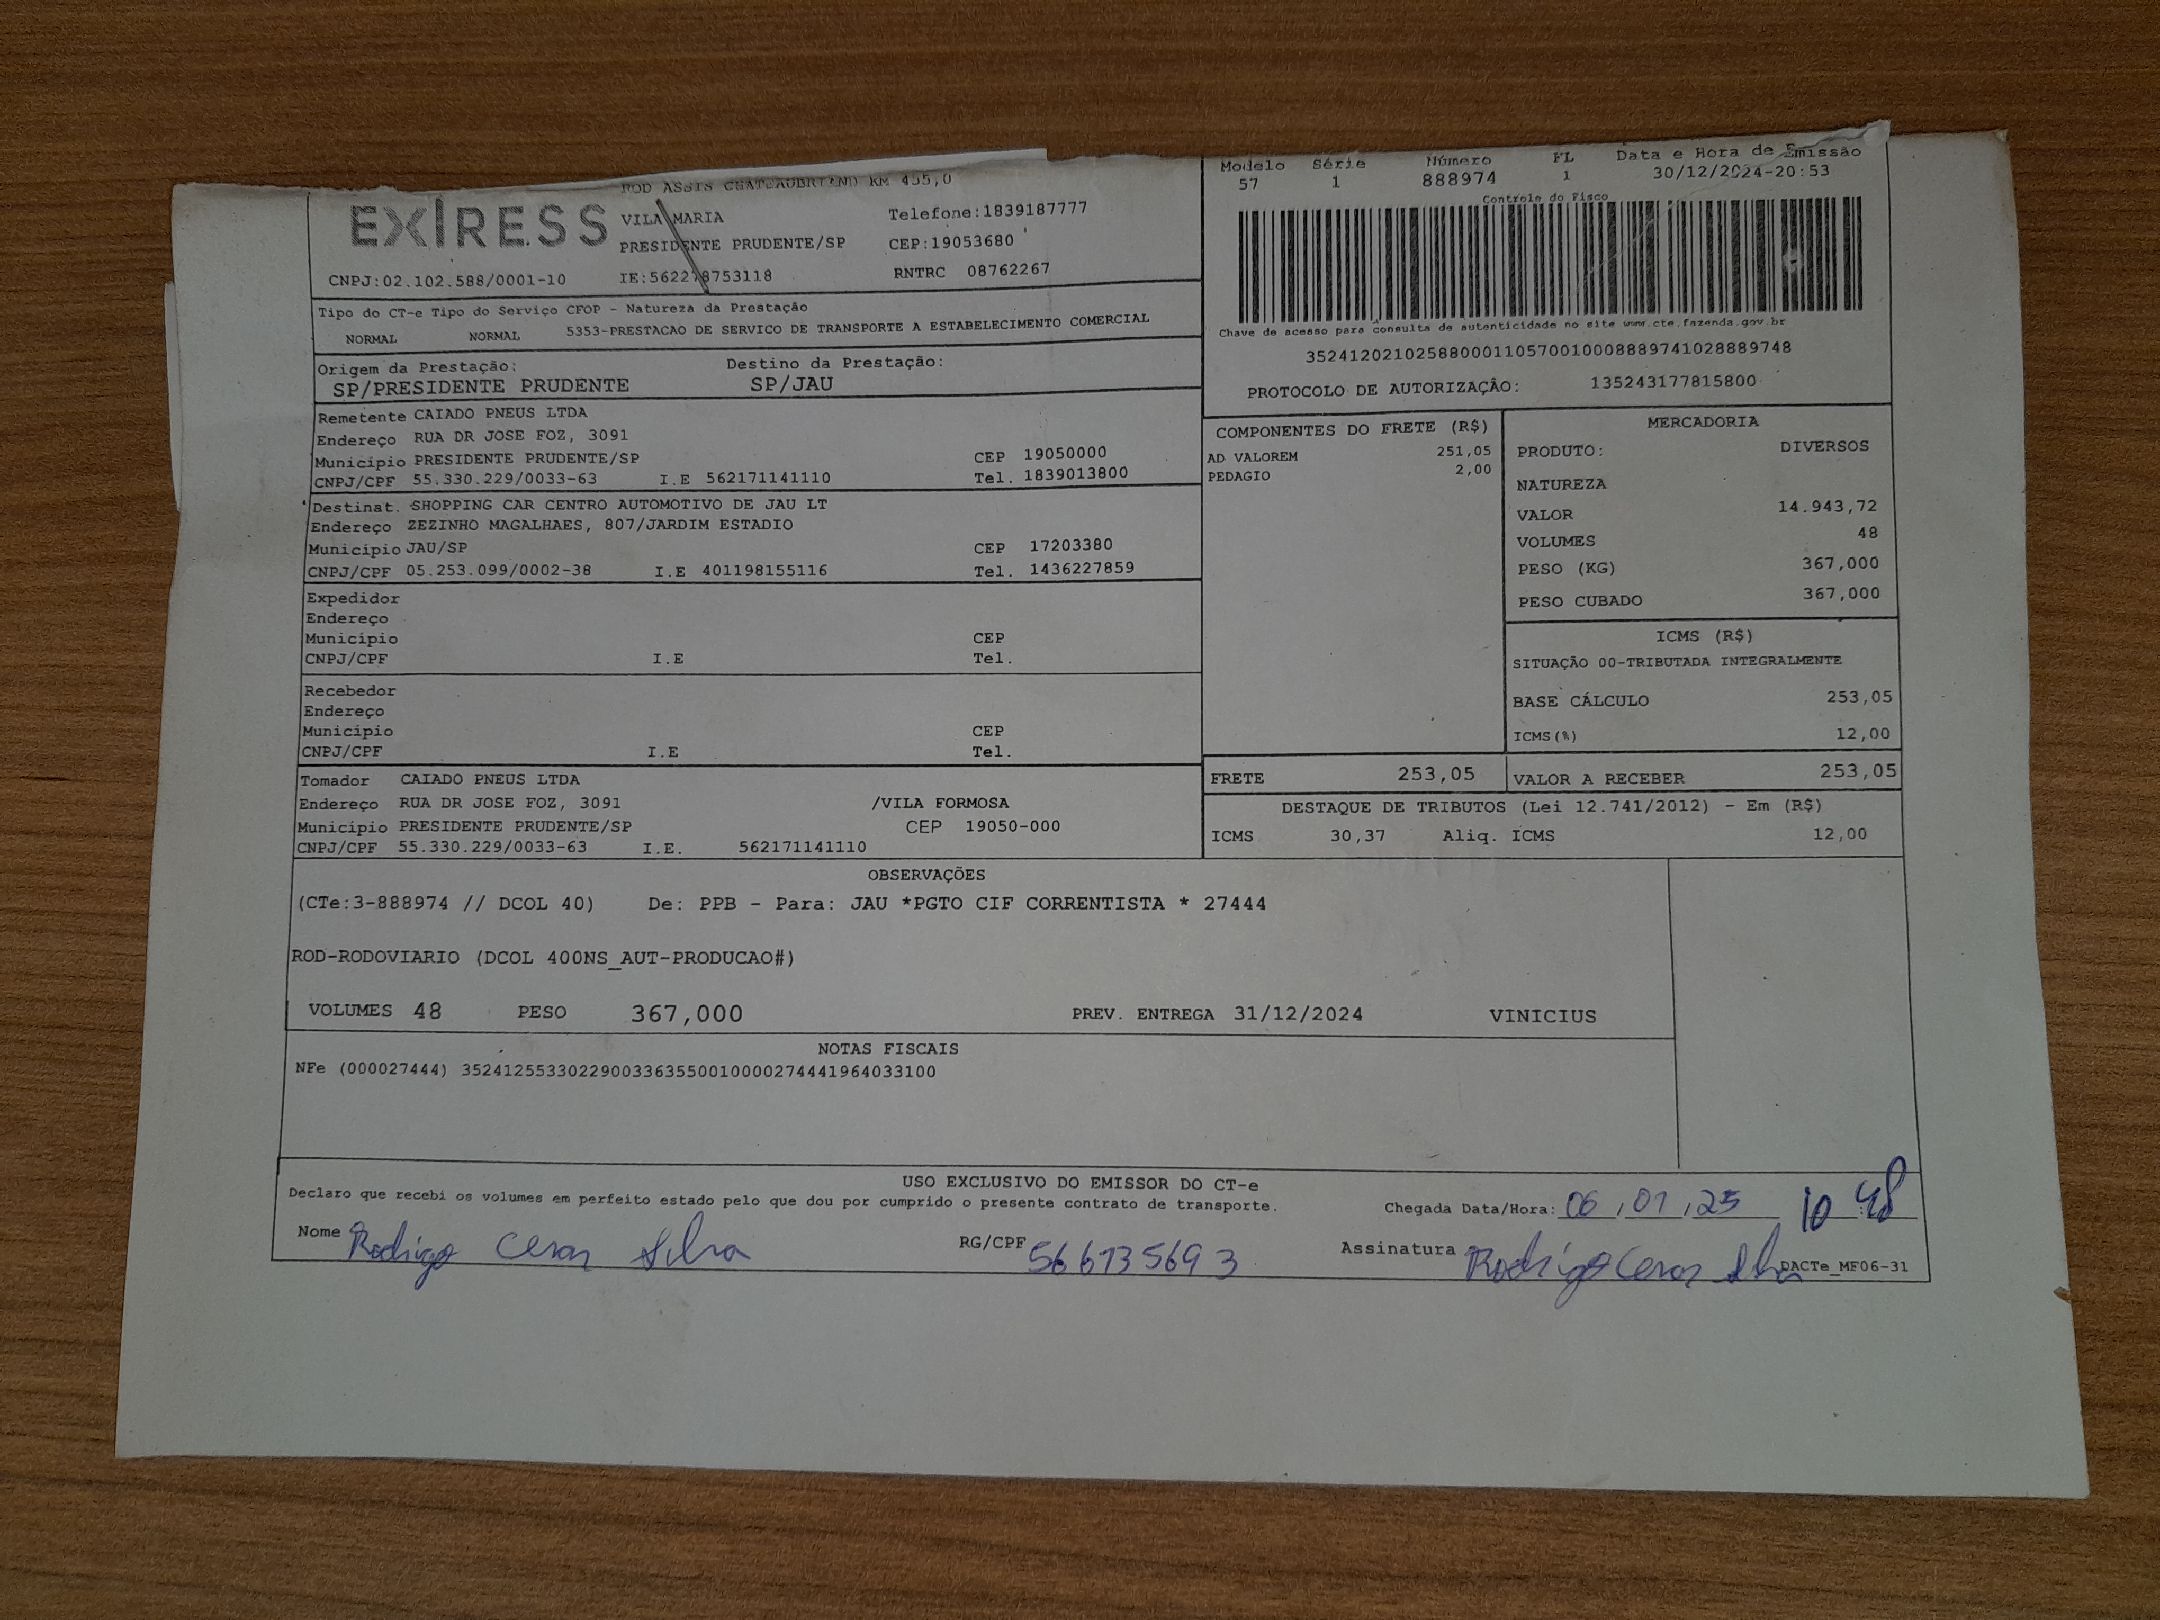 ROD ASSIS CHATEAUBRIAND KM 455,0
EXPRESS
VILA MARIA Telefone:1839187777
PRESIDENTE PRUDENTE/SP CEP:19053680
CNPJ:02.102.588/0001-10 IE:562278753118 RNTRC 08762267
Modelo Série Número FL Data e Hora de Emissão
57 1 888974 1 30/12/2024-20:53
Controle do Fisco
Chave de acesso para consulta de autenticidade no site www.cte.fazenda.gov.br
35241202102588000110570010008889741028889748
PROTOCOLO DE AUTORIZAÇÃO: 135243177815800
Tipo do CT-e Tipo do Serviço CFOP - Natureza da Prestação
NORMAL NORMAL 5353-PRESTACAO DE SERVICO DE TRANSPORTE A ESTABELECIMENTO COMERCIAL
Origem da Prestação: Destino da Prestação:
SP/PRESIDENTE PRUDENTE SP/JAU
Remetente CAIADO PNEUS LTDA
Endereço RUA DR JOSE FOZ, 3091
Município PRESIDENTE PRUDENTE/SP CEP 19050000
CNPJ/CPF 55.330.229/0033-63 I.E 562171141110 Tel. 1839013800
Destinat. SHOPPING CAR CENTRO AUTOMOTIVO DE JAU LT
Endereço ZEZINHO MAGALHAES, 807/JARDIM ESTADIO
Município JAU/SP CEP 17203380
CNPJ/CPF 05.253.099/0002-38 I.E 401198155116 Tel. 1436227859
Expedidor
Endereço
Município CEP
CNPJ/CPF I.E Tel.
Recebedor
Endereço
Município CEP
CNPJ/CPF I.E Tel.
Tomador CAIADO PNEUS LTDA
Endereço RUA DR JOSE FOZ, 3091 /VILA FORMOSA
Município PRESIDENTE PRUDENTE/SP CEP 19050-000
CNPJ/CPF 55.330.229/0033-63 I.E. 562171141110
COMPONENTES DO FRETE (R$)
AD VALOREM 251,05
PEDAGIO 2,00
MERCADORIA
PRODUTO: DIVERSOS
NATUREZA
VALOR 14.943,72
VOLUMES 48
PESO (KG) 367,000
PESO CUBADO 367,000
ICMS (R$)
SITUAÇÃO 00-TRIBUTADA INTEGRALMENTE
BASE CÁLCULO 253,05
ICMS(%) 12,00
FRETE 253,05 VALOR A RECEBER 253,05
DESTAQUE DE TRIBUTOS (Lei 12.741/2012) - Em (R$)
ICMS 30,37 Aliq. ICMS 12,00
OBSERVAÇÕES
(CTe:3-888974 // DCOL 40) De: PPB - Para: JAU *PGTO CIF CORRENTISTA * 27444
ROD-RODOVIARIO (DCOL 400NS_AUT-PRODUCAO#)
VOLUMES 48 PESO 367,000 PREV. ENTREGA 31/12/2024 VINICIUS
NOTAS FISCAIS
NFe (000027444) 35241255330229003363550010000274441964033100
USO EXCLUSIVO DO EMISSOR DO CT-e
Declaro que recebi os volumes em perfeito estado pelo que dou por cumprido o presente contrato de transporte.
Chegada Data/Hora: 06,01,25 10 48
Nome Rodrigo Cesar Silva RG/CPF 566735693 Assinatura Rodrigo Cesar Silva
DACTe_MF06-31